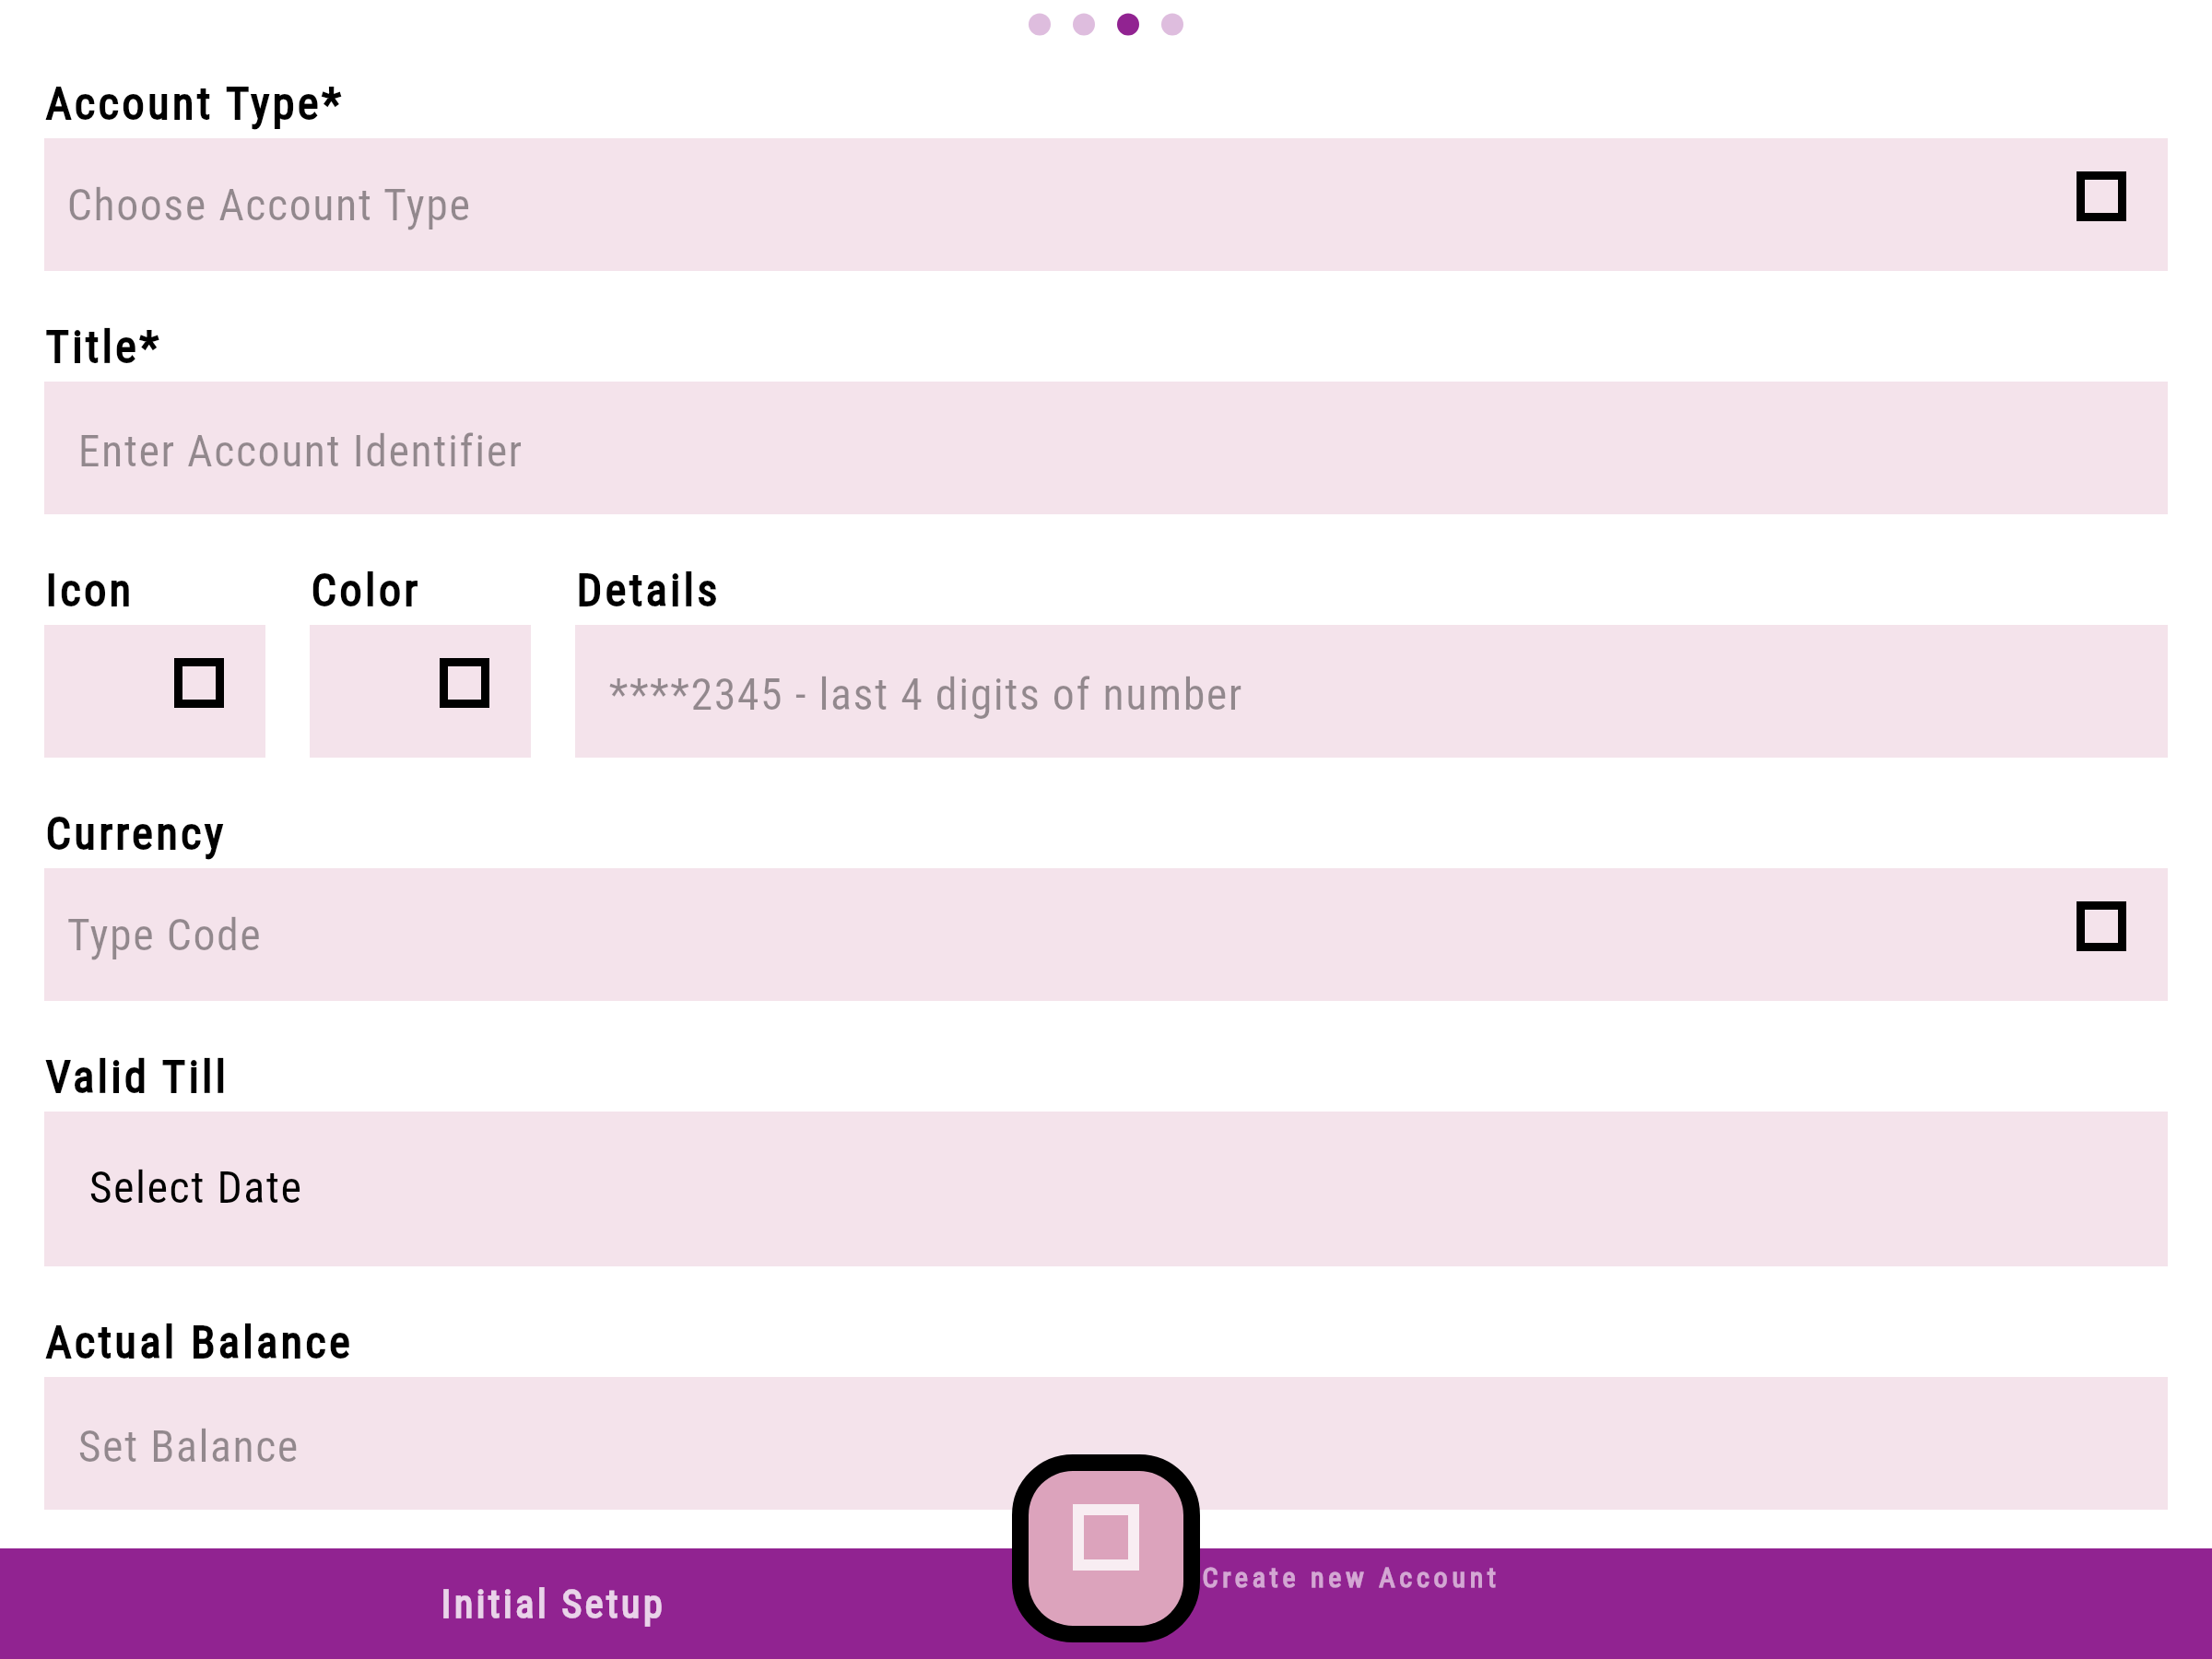 Account Type*
Choose Account Type
Title*
Enter Account Identifier
Icon Color Details
****2345 - last 4 digits of number
Currency
Type Code
Valid Till
Select Date
Actual Balance
Set Balance
Initial Setup
Create new Account